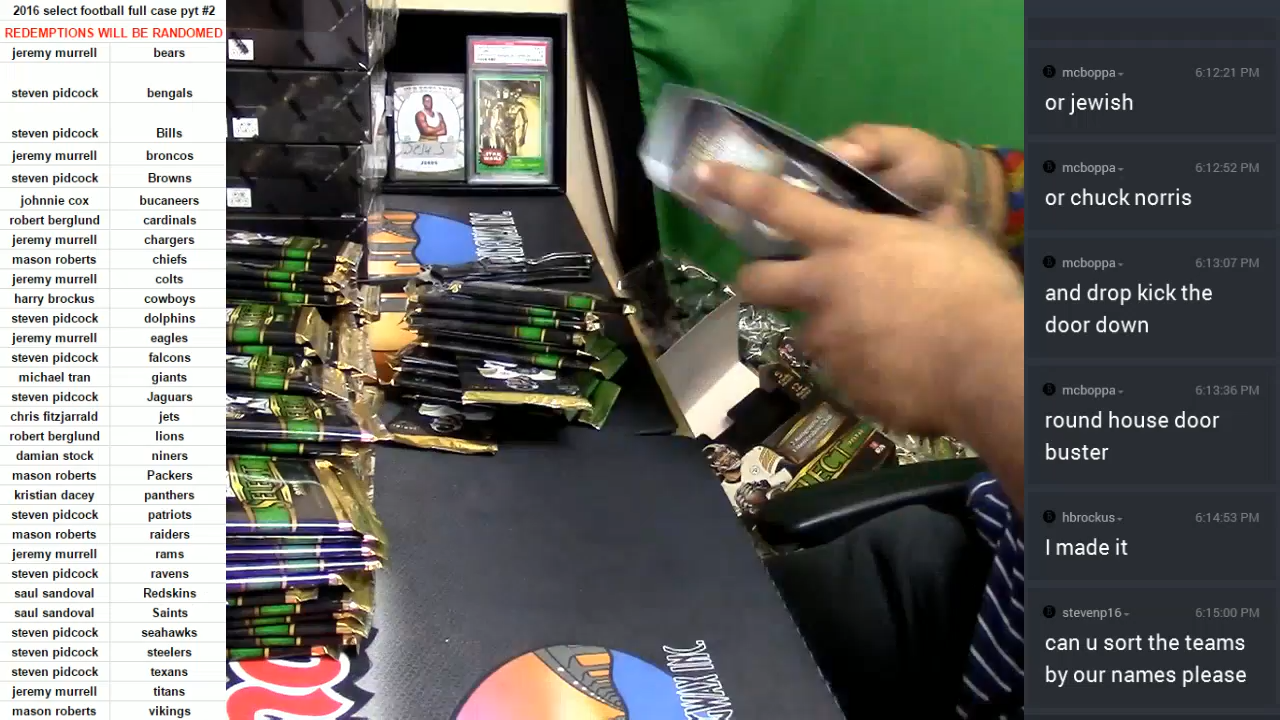 2016 select football full case pyt #2
REDEMPTIONS WILL BE RANDOMED
jeremy murrell bears
steven pidcock bengals
steven pidcock Bills
jeremy murrell broncos
steven pidcock Browns
johnnie cox bucaneers
robert berglund cardinals
jeremy murrell chargers
mason roberts chiefs
jeremy murrell colts
harry brockus cowboys
steven pidcock dolphins
jeremy murrell eagles
steven pidcock falcons
michael tran giants
steven pidcock Jaguars
chris fitzjarrald jets
robert berglund lions
damian stock niners
mason roberts Packers
kristian dacey panthers
steven pidcock patriots
mason roberts raiders
jeremy murrell rams
steven pidcock ravens
saul sandoval Redskins
saul sandoval Saints
steven pidcock seahawks
steven pidcock steelers
steven pidcock texans
jeremy murrell titans
mason roberts vikings
STAR WARS
SELECT
WAX INC
mcboppa 6:12:21 PM
or jewish
mcboppa 6:12:52 PM
or chuck norris
mcboppa 6:13:07 PM
and drop kick the
door down
mcboppa 6:13:36 PM
round house door
buster
hbrockus 6:14:53 PM
I made it
stevenp16 6:15:00 PM
can u sort the teams
by our names please